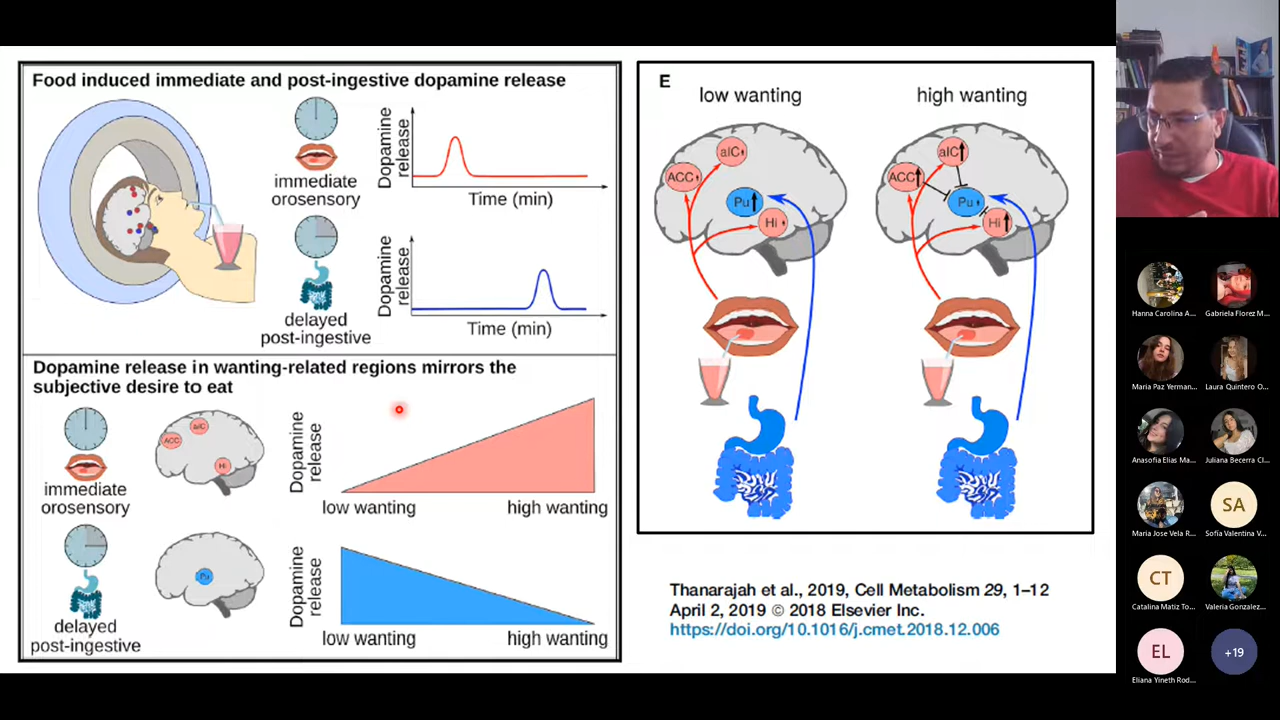 Food induced immediate and post-ingestive dopamine release
immediate
orosensory
Dopamine
release
Time (min)
delayed
post-ingestive
Dopamine
release
Time (min)
Dopamine release in wanting-related regions mirrors the
subjective desire to eat
immediate
orosensory
ACC
aIC
Hi
Dopamine
release
low wanting
high wanting
delayed
post-ingestive
Pu
Dopamine
release
low wanting
high wanting
E
low wanting
high wanting
aIC
ACC
Pu
Hi
aIC
ACC
Pu
Hi
Thanarajah et al., 2019, Cell Metabolism 29, 1–12
April 2, 2019 © 2018 Elsevier Inc.
https://doi.org/10.1016/j.cmet.2018.12.006
Hanna Carolina A...
Gabriela Florez M...
Maria Paz Yerman...
Laura Quintero O...
Anasofia Elias Ma...
Juliana Becerra Cl...
Maria Jose Vela R...
SA
Sofia Valentina V...
CT
Catalina Matiz To...
Valeria Gonzalez...
EL
Eliana Yineth Rod...
+19